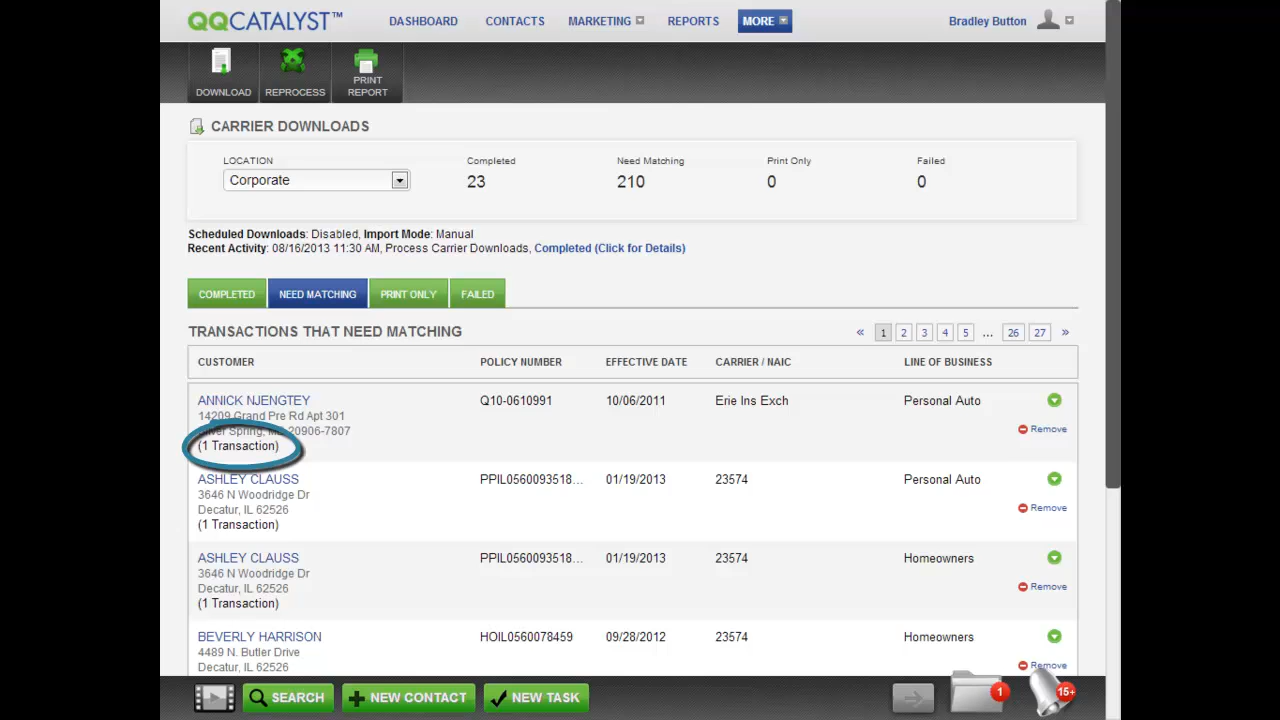 QQCATALYST™ DASHBOARD CONTACTS MARKETING REPORTS MORE Bradley Button
DOWNLOAD REPROCESS PRINT REPORT
CARRIER DOWNLOADS
LOCATION Completed Need Matching Print Only Failed
Corporate 23 210 0 0
Scheduled Downloads: Disabled, Import Mode: Manual
Recent Activity: 08/16/2013 11:30 AM, Process Carrier Downloads, Completed (Click for Details)
COMPLETED NEED MATCHING PRINT ONLY FAILED
TRANSACTIONS THAT NEED MATCHING « 1 2 3 4 5 ... 26 27 »
CUSTOMER POLICY NUMBER EFFECTIVE DATE CARRIER / NAIC LINE OF BUSINESS
ANNICK NJENGTEY Q10-0610991 10/06/2011 Erie Ins Exch Personal Auto
14209 Grand Pre Rd Apt 301
Silver Spring, 20906-7807 Remove
(1 Transaction)
ASHLEY CLAUSS PPIL0560093518... 01/19/2013 23574 Personal Auto
3646 N Woodridge Dr
Decatur, IL 62526 Remove
(1 Transaction)
ASHLEY CLAUSS PPIL0560093518... 01/19/2013 23574 Homeowners
3646 N Woodridge Dr
Decatur, IL 62526 Remove
(1 Transaction)
BEVERLY HARRISON HOIL0560078459 09/28/2012 23574 Homeowners
4489 N. Butler Drive
Decatur, IL 62526 Remove
SEARCH NEW CONTACT NEW TASK 1 15+